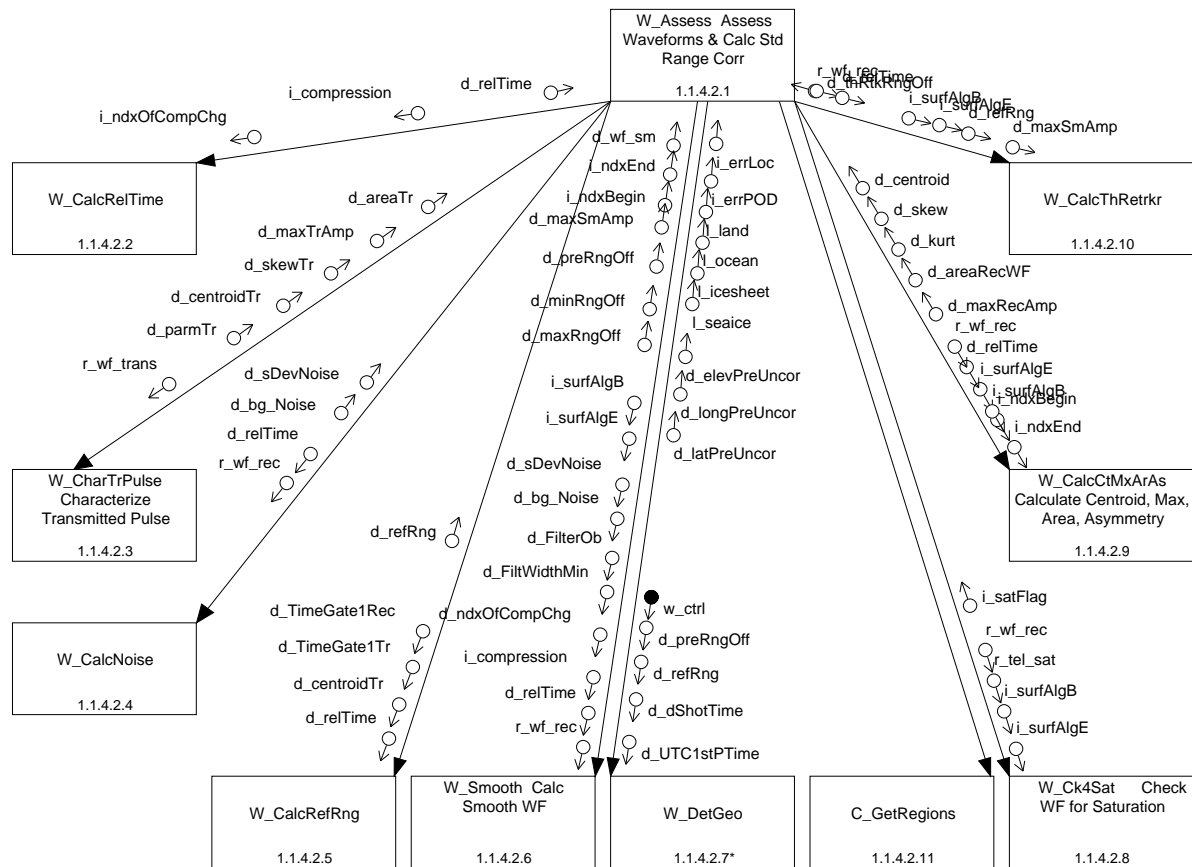 W_Assess Assess
Waveforms & Calc Std
Range Corr
1.1.4.2.1
d_relTime
i_compression
i_ndxOfCompChg
W_CalcRelTime
1.1.4.2.2
d_areaTr
d_maxTrAmp
d_skewTr
d_centroidTr
d_parmTr
r_wf_trans
W_CharTrPulse
Characterize
Transmitted Pulse
1.1.4.2.3
d_sDevNoise
d_bg_Noise
d_relTime
r_wf_rec
W_CalcNoise
1.1.4.2.4
d_refRng
d_TimeGate1Rec
d_TimeGate1Tr
d_centroidTr
d_relTime
W_CalcRefRng
1.1.4.2.5
d_wf_sm
i_ndxEnd
i_ndxBegin
d_maxSmAmp
d_preRngOff
d_minRngOff
d_maxRngOff
i_surfAlgB
i_surfAlgE
d_sDevNoise
d_bg_Noise
d_FilterOb
d_FiltWidthMin
d_ndxOfCompChg
i_compression
d_relTime
r_wf_rec
W_Smooth Calc
Smooth WF
1.1.4.2.6
i_errLoc
i_errPOD
l_land
l_ocean
l_icesheet
l_seaice
d_elevPreUncor
d_longPreUncor
d_latPreUncor
w_ctrl
d_preRngOff
d_refRng
d_dShotTime
d_UTC1stPTime
W_DetGeo
1.1.4.2.7*
C_GetRegions
1.1.4.2.11
i_satFlag
r_wf_rec
r_tel_sat
i_surfAlgB
i_surfAlgE
W_Ck4Sat Check
WF for Saturation
1.1.4.2.8
d_centroid
d_skew
d_kurt
d_areaRecWF
d_maxRecAmp
r_wf_rec
d_relTime
i_surfAlgE
i_surfAlgB
i_ndxBegin
i_ndxEnd
W_CalcCtMxArAs
Calculate Centroid, Max,
Area, Asymmetry
1.1.4.2.9
r_wf_rec
d_relTime
d_thRtkRngOff
i_surfAlgB
i_surfAlgE
d_refRng
d_maxSmAmp
W_CalcThRetrkr
1.1.4.2.10